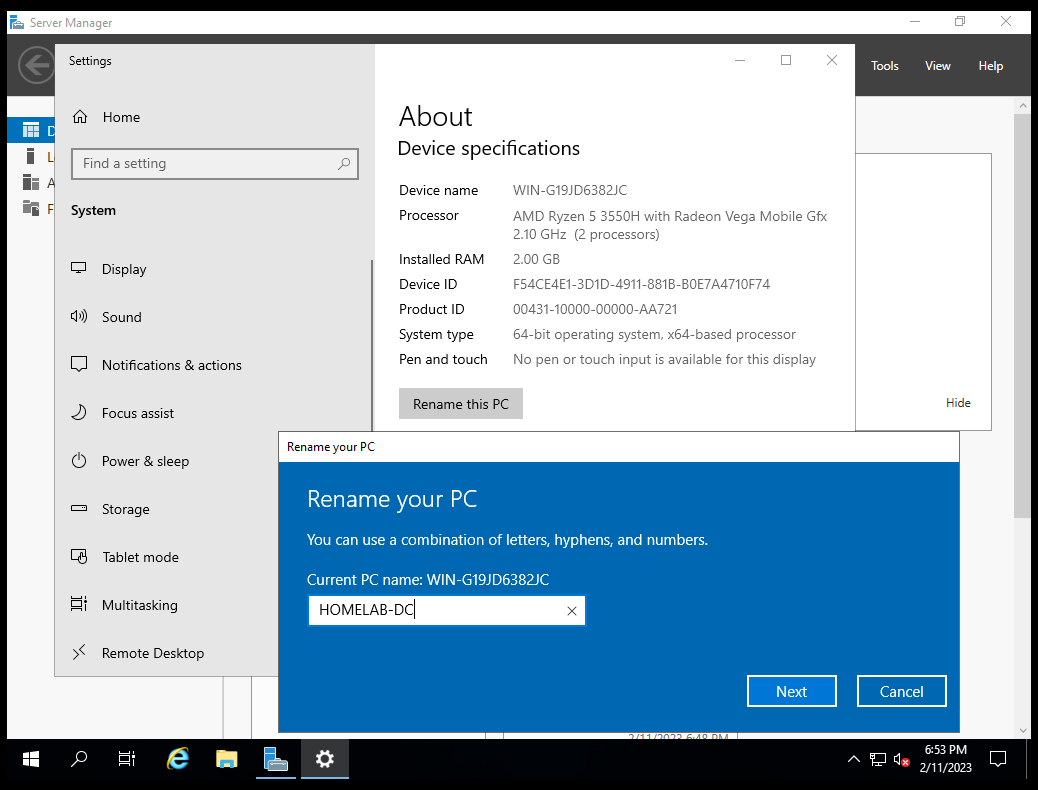 Server Manager
Tools View Help
Settings
Home
Find a setting
System
Display
Sound
Notifications & actions
Focus assist
Power & sleep
Storage
Tablet mode
Multitasking
Remote Desktop
About
Device specifications
Device name WIN-G19JD6382JC
Processor AMD Ryzen 5 3550H with Radeon Vega Mobile Gfx
2.10 GHz (2 processors)
Installed RAM 2.00 GB
Device ID F54CE4E1-3D1D-4911-881B-B0E7A4710F74
Product ID 00431-10000-00000-AA721
System type 64-bit operating system, x64-based processor
Pen and touch No pen or touch input is available for this display
Rename this PC
Hide
Rename your PC
Rename your PC
You can use a combination of letters, hyphens, and numbers.
Current PC name: WIN-G19JD6382JC
HOMELAB-DC
Next Cancel
2/11/2023 6:48 PM
6:53 PM
2/11/2023